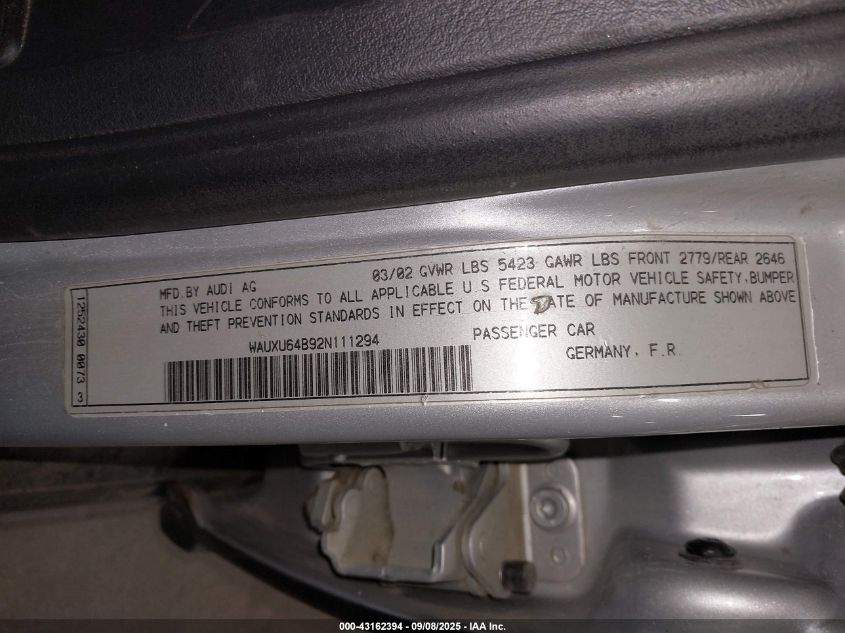 MFD.BY AUDI AG 03/02 GVWR LBS 5423 GAWR LBS FRONT 2779/REAR 2646
THIS VEHICLE CONFORMS TO ALL APPLICABLE U.S FEDERAL MOTOR VEHICLE SAFETY,BUMPER
AND THEFT PREVENTION STANDARDS IN EFFECT ON THE DATE OF MANUFACTURE SHOWN ABOVE
WAUXU64B92N111294 PASSENGER CAR
GERMANY, F.R.
1252430 0073 3
000-43162394 - 09/08/2025 - IAA Inc.